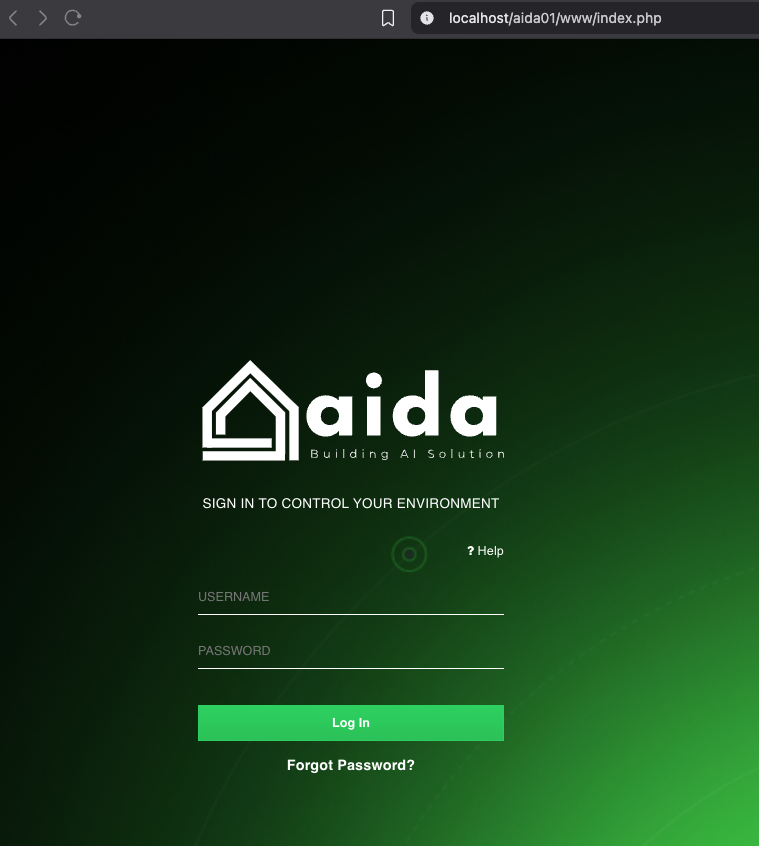 localhost/aida01/www/index.php
aida
Building AI Solution
SIGN IN TO CONTROL YOUR ENVIRONMENT
? Help
USERNAME
PASSWORD
Log In
Forgot Password?